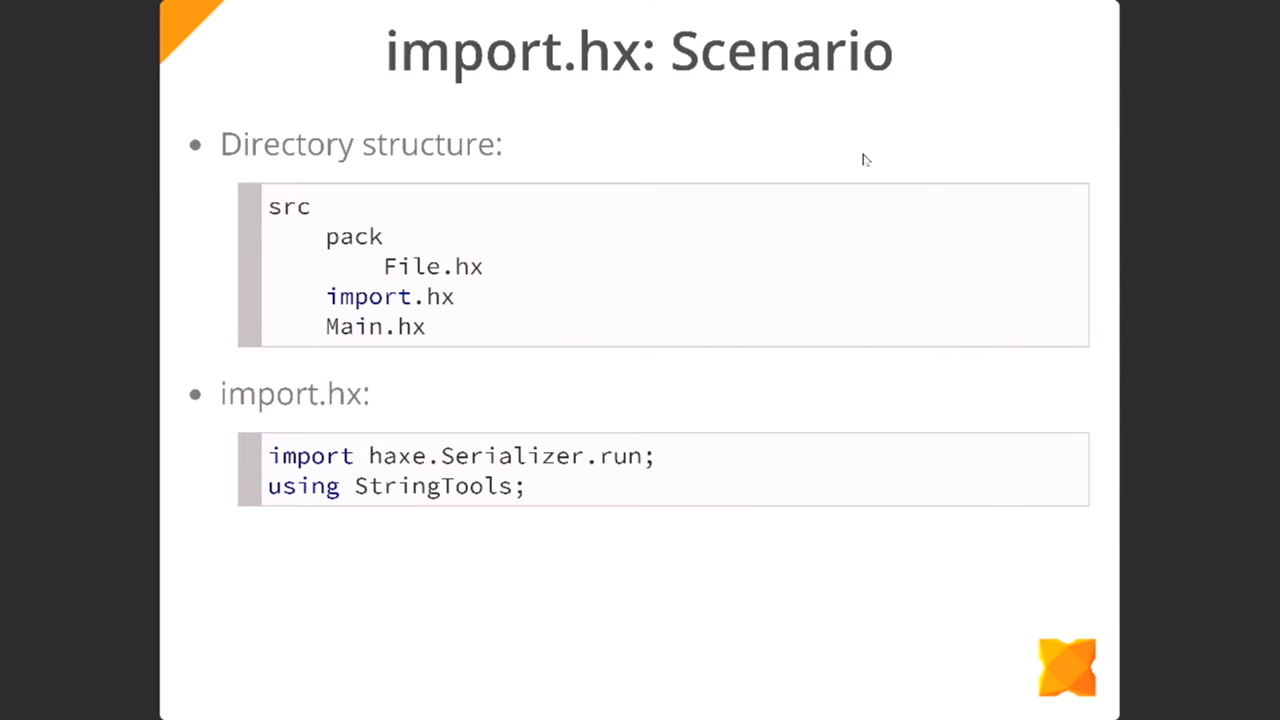 import.hx: Scenario
Directory structure:
src
pack
File.hx
import.hx
Main.hx
import.hx:
import haxe.Serializer.run;
using StringTools;